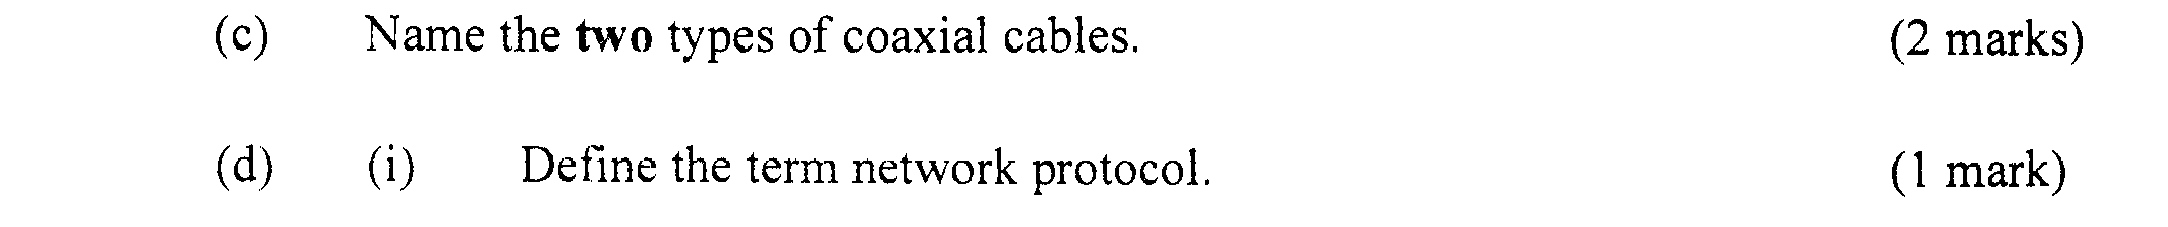 (c) Name the two types of coaxial cables. (2 marks)
(d) (i) Define the term network protocol. (1 mark)